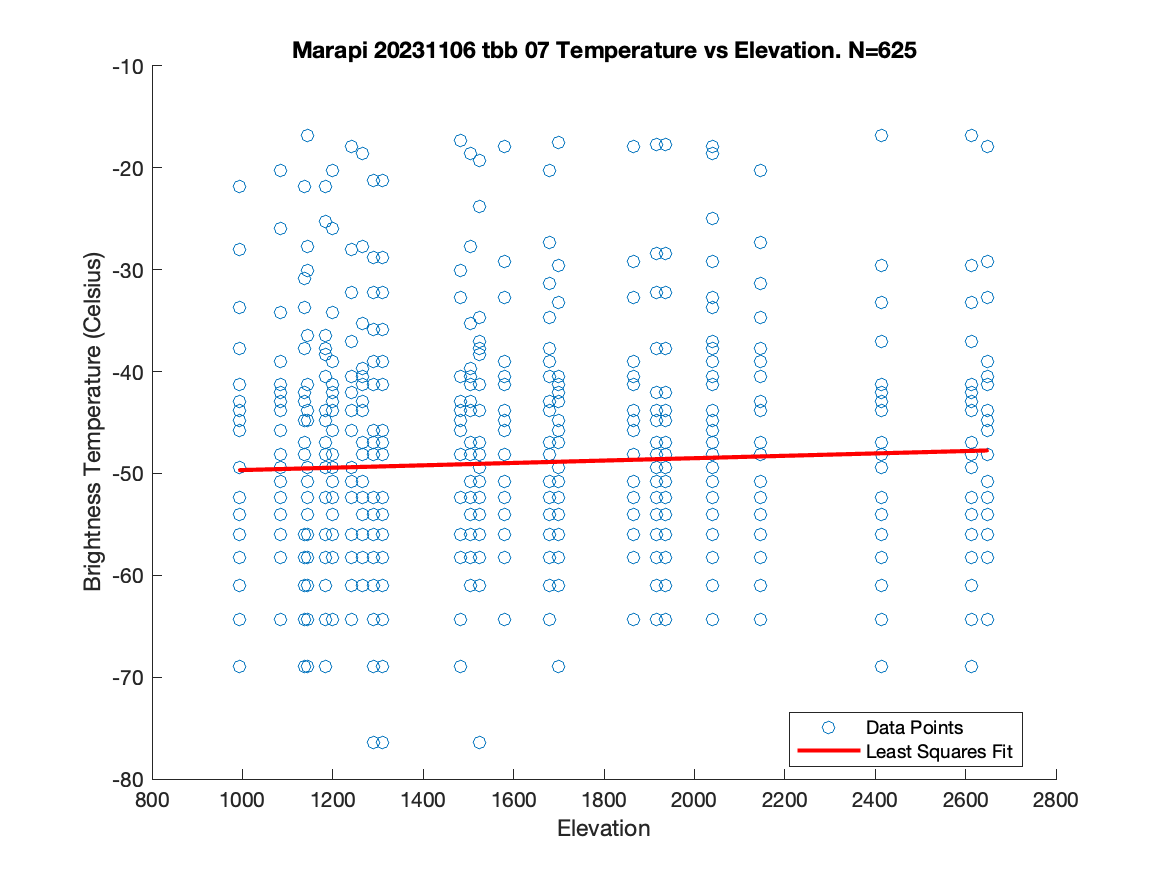 Marapi 20231106 tbb 07 Temperature vs Elevation. N=625
Brightness Temperature (Celsius)
-10
-20
-30
-40
-50
-60
-70
-80
Data Points
Least Squares Fit
800 1000 1200 1400 1600 1800 2000 2200 2400 2600 2800
Elevation